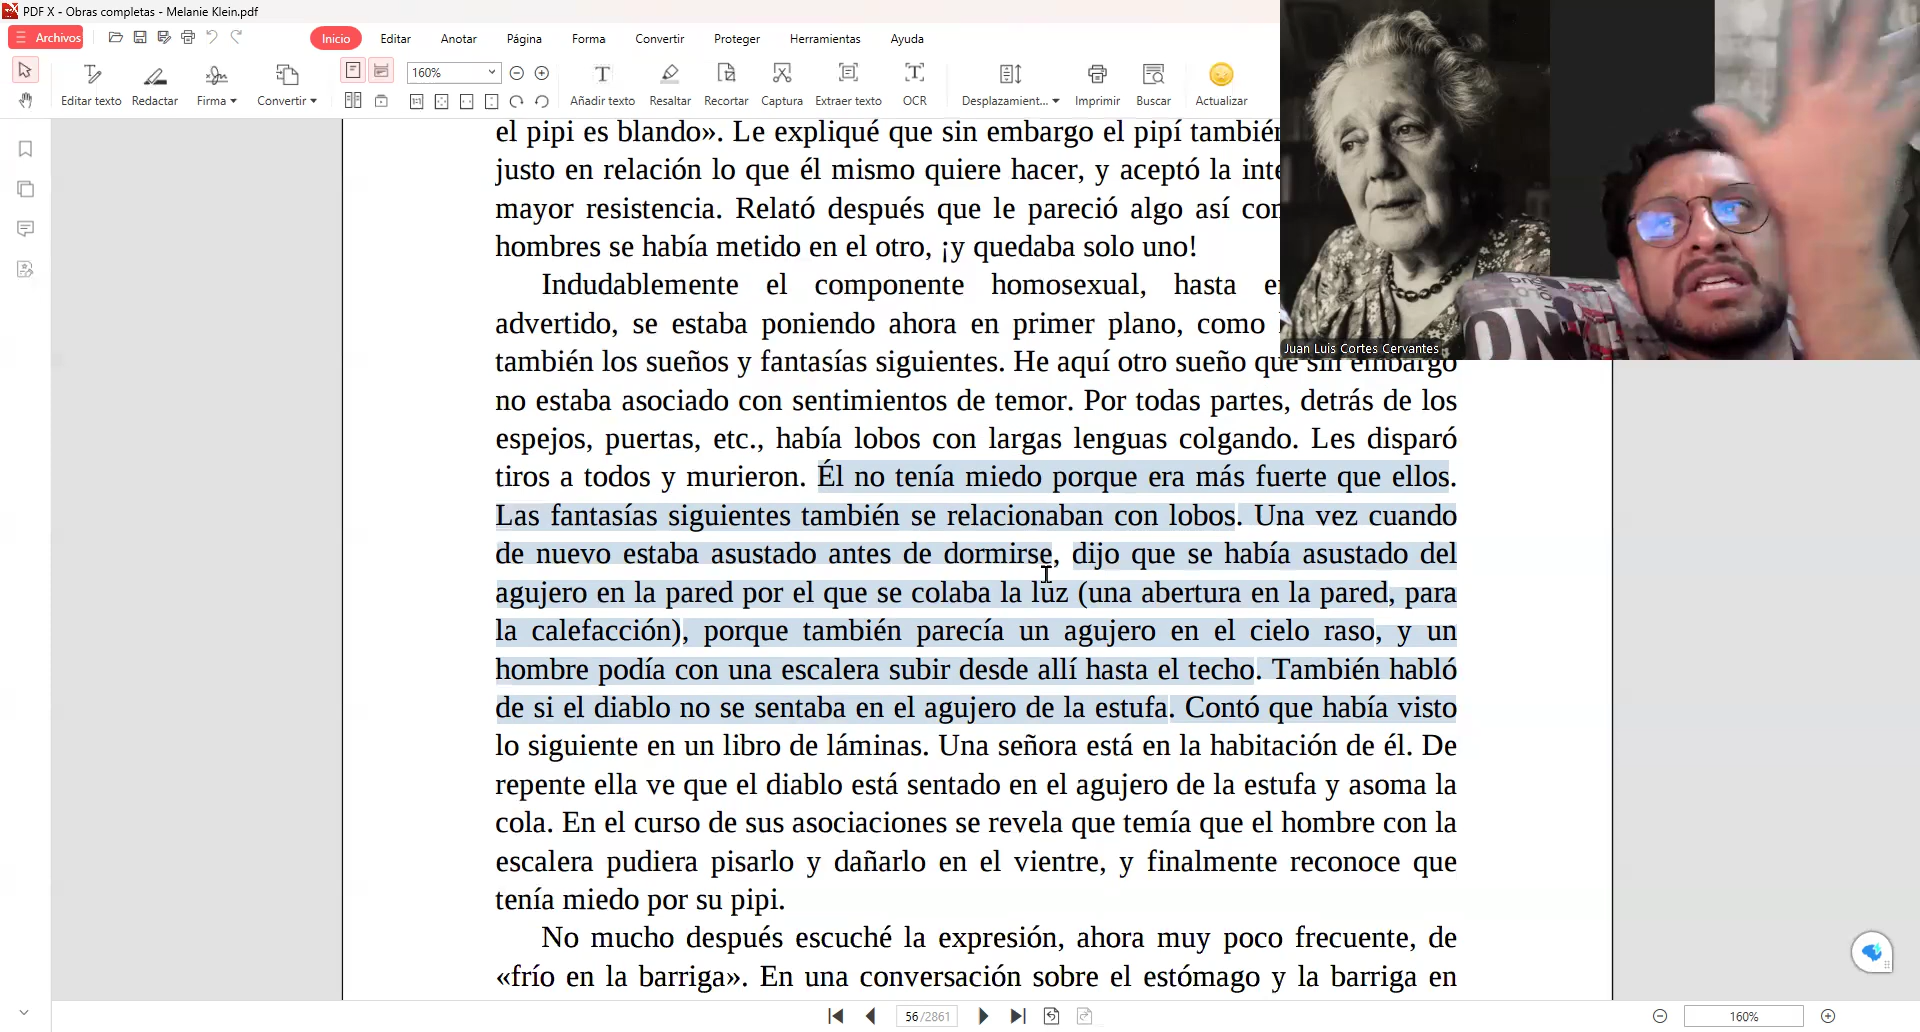 PDF X - Obras completas - Melanie Klein.pdf
Archivos
Inicio
Editar
Anotar
Página
Forma
Convertir
Proteger
Herramientas
Ayuda
160%
Editar texto
Redactar
Firma
Convertir
Añadir texto
Resaltar
Recortar
Captura
Extraer texto
OCR
Desplazamient...
Imprimir
Buscar
Actualizar
el pipi es blando». Le expliqué que sin embargo el pipí también
justo en relación lo que él mismo quiere hacer, y aceptó la inte
mayor resistencia. Relató después que le pareció algo así con
hombres se había metido en el otro, ¡y quedaba solo uno!
Indudablemente el componente homosexual, hasta en
advertido, se estaba poniendo ahora en primer plano, como
también los sueños y fantasías siguientes. He aquí otro sueño que sin embargo
no estaba asociado con sentimientos de temor. Por todas partes, detrás de los
espejos, puertas, etc., había lobos con largas lenguas colgando. Les disparó
tiros a todos y murieron. Él no tenía miedo porque era más fuerte que ellos.
Las fantasías siguientes también se relacionaban con lobos. Una vez cuando
de nuevo estaba asustado antes de dormirse, dijo que se había asustado del
agujero en la pared por el que se colaba la luz (una abertura en la pared, para
la calefacción), porque también parecía un agujero en el cielo raso, y un
hombre podía con una escalera subir desde allí hasta el techo. También habló
de si el diablo no se sentaba en el agujero de la estufa. Contó que había visto
lo siguiente en un libro de láminas. Una señora está en la habitación de él. De
repente ella ve que el diablo está sentado en el agujero de la estufa y asoma la
cola. En el curso de sus asociaciones se revela que temía que el hombre con la
escalera pudiera pisarlo y dañarlo en el vientre, y finalmente reconoce que
tenía miedo por su pipi.
No mucho después escuché la expresión, ahora muy poco frecuente, de
«frío en la barriga». En una conversación sobre el estómago y la barriga en
Juan Luis Cortes Cervantes
56/2861
160%